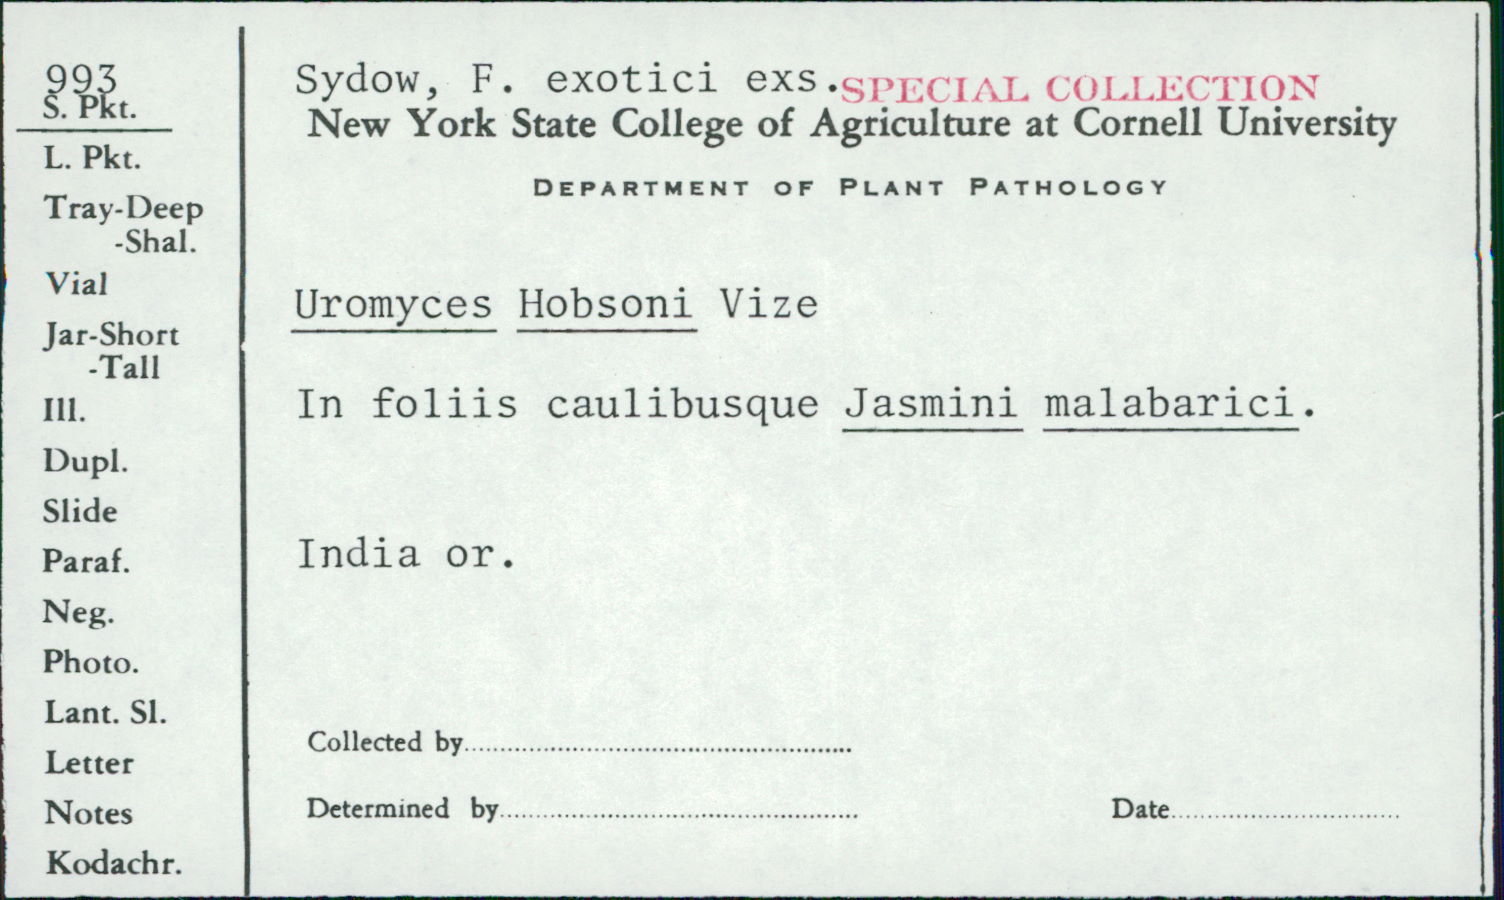 993
S. Pkt.
L. Pkt.
Tray-Deep
-Shal.
Vial
Jar-Short
-Tall
Ill.
Dupl.
Slide
Paraf.
Neg.
Photo.
Lant. Sl.
Letter
Notes
Kodachr.
Sydow, F. exotici exs. SPECIAL COLLECTION
New York State College of Agriculture at Cornell University
DEPARTMENT OF PLANT PATHOLOGY
Uromyces Hobsoni Vize
In foliis caulibusque Jasmini malabarici.
India or.
Collected by
Determined by
Date